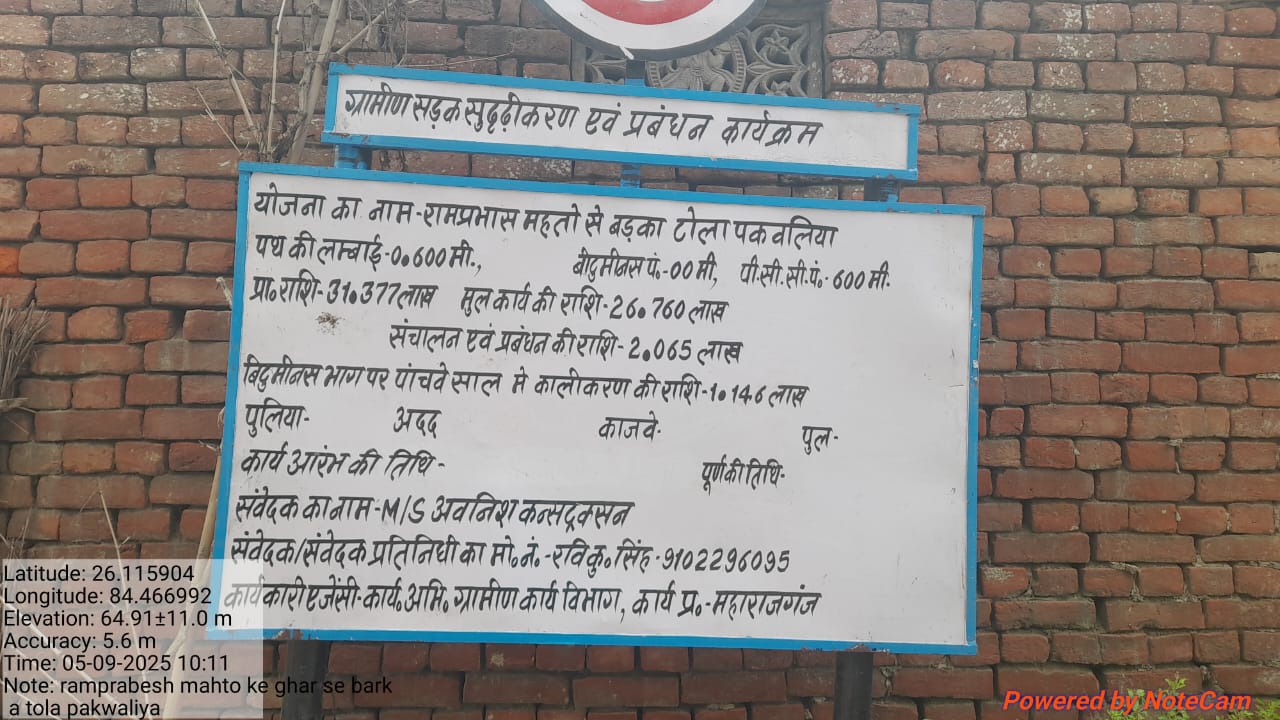 ग्रामीण सड़क सुदृढ़ीकरण एवं प्रबंधन कार्यक्रम
योजना का नाम-रामप्रभास महतो से बड़का टोला पकवलिया
पथ की लम्बाई-0.600 मी., बीटुमीनस पं.-00 मी, पी.सी.सी.पं.-600 मी.
प्रा.राशि-31.377 लाख मुल कार्य की राशि-26.760 लाख
संचालन एवं प्रबंधन की राशि-2.065 लाख
बिटुमीनस भाग पर पांचवे साल मे कालीकरण की राशि-1.146 लाख
पुलिया- अदद काजवे- पुल-
कार्य आरंभ की तिथि- पूर्ण की तिथि-
संवेदक का नाम-M/S अवनिश कन्सट्रकसन
संवेदक/संवेदक प्रतिनिधी का मो.नं.-रवि कु. सिंह-9102296095
कार्यकारी एजेंसी-कार्य.अभि. ग्रामीण कार्य विभाग, कार्य प्र.-महाराजगंज
Latitude: 26.115904
Longitude: 84.466992
Elevation: 64.91±11.0 m
Accuracy: 5.6 m
Time: 05-09-2025 10:11
Note: ramprabesh mahto ke ghar se bark
a tola pakwaliya
Powered by NoteCam